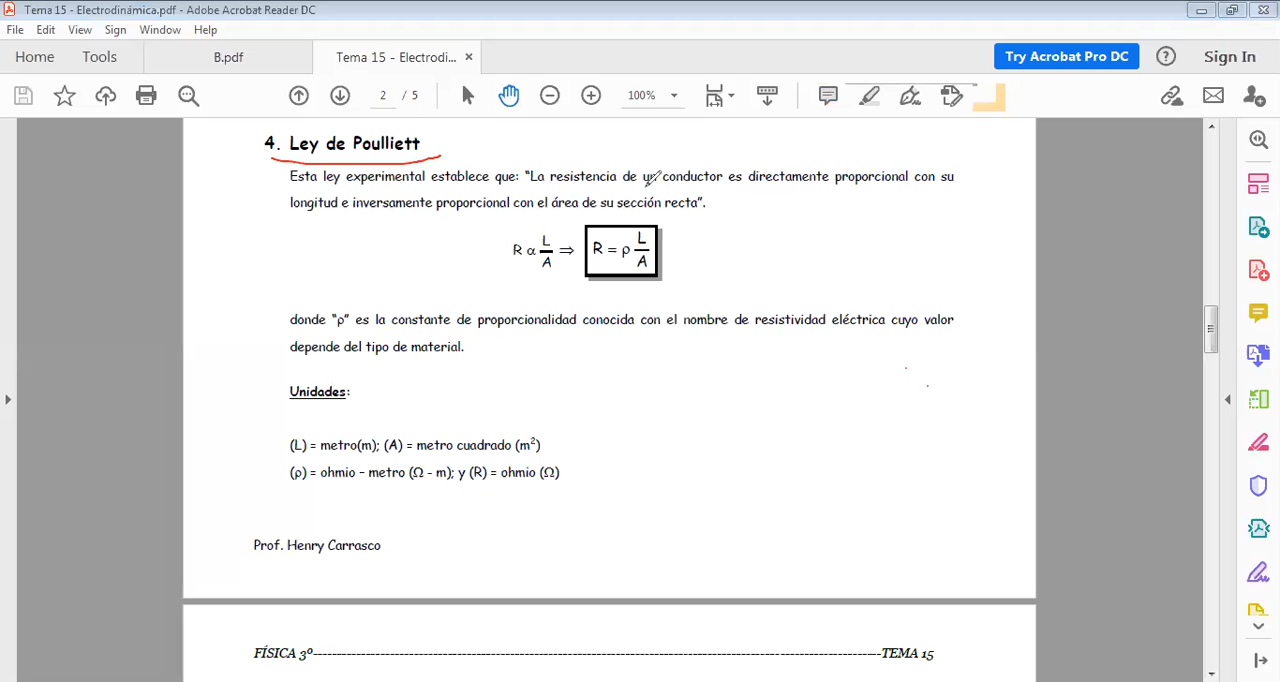 Tema 15 - Electrodinámica.pdf - Adobe Acrobat Reader DC
File Edit View Sign Window Help
Home Tools B.pdf Tema 15 - Electrodi... × Try Acrobat Pro DC ? Sign In
2 / 5 100%
4. Ley de Poulliett
Esta ley experimental establece que: “La resistencia de un conductor es directamente proporcional con su
longitud e inversamente proporcional con el área de su sección recta”.
R α L/A ⇒ R = ρ L/A
donde “ρ” es la constante de proporcionalidad conocida con el nombre de resistividad eléctrica cuyo valor
depende del tipo de material.
Unidades:
(L) = metro(m); (A) = metro cuadrado (m²)
(ρ) = ohmio – metro (Ω - m); y (R) = ohmio (Ω)
Prof. Henry Carrasco
FÍSICA 3º--------------------------------------------------------------------------------------------------------------TEMA 15